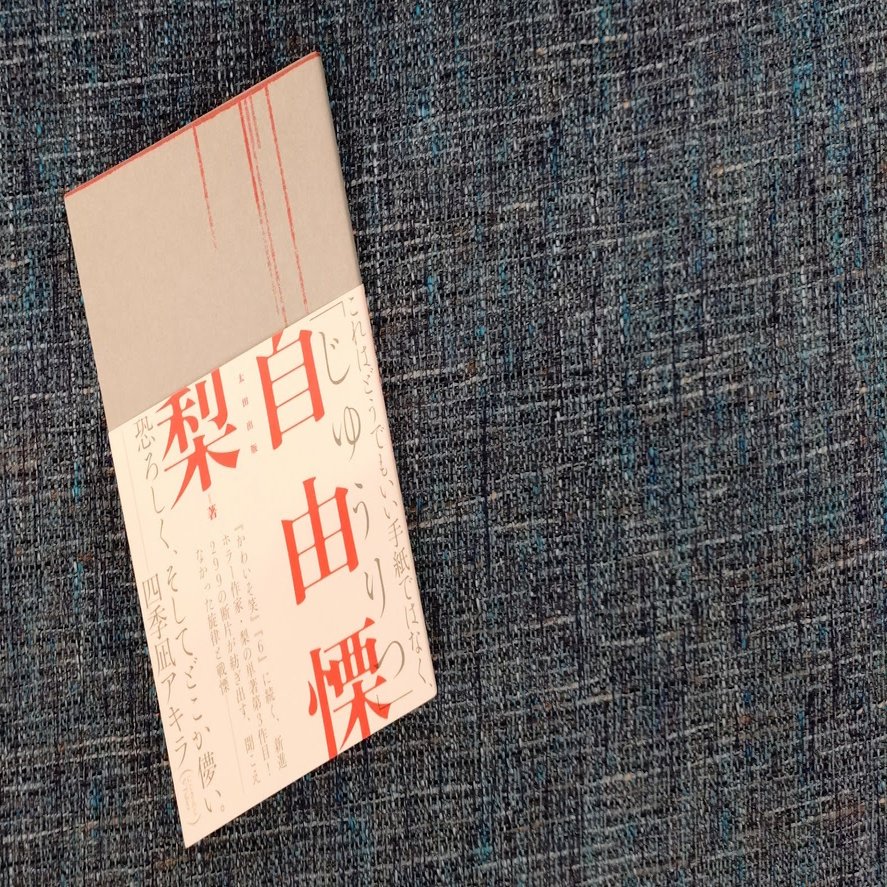 これは、どうでもいい手紙ではなく、
「じゅうりつ」
自由慄
太田出版
梨
著
『かわいそ笑』『6』に続く、新進
ホラー作家・梨の単著第3作目！
299の断片が紡ぎ出す、聞こえ
なかった旋律と戦慄
恐ろしく、そしてどこか儚い。
四季凪アキラ